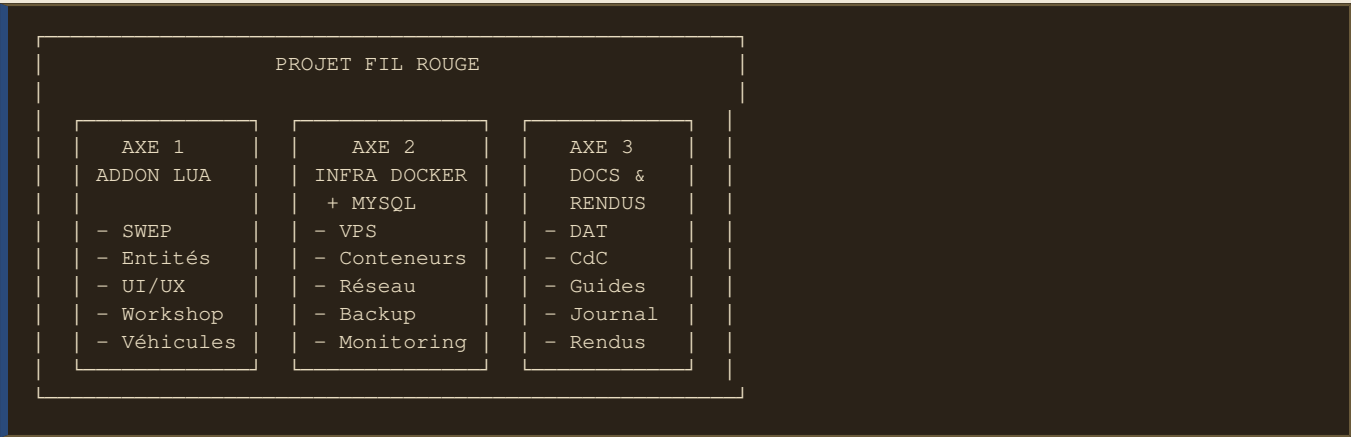 PROJET FIL ROUGE
AXE 1 AXE 2 AXE 3
ADDON LUA INFRA DOCKER DOCS &
+ MYSQL RENDUS
- SWEP - VPS - DAT
- Entités - Conteneurs - CdC
- UI/UX - Réseau - Guides
- Workshop - Backup - Journal
- Véhicules - Monitoring - Rendus